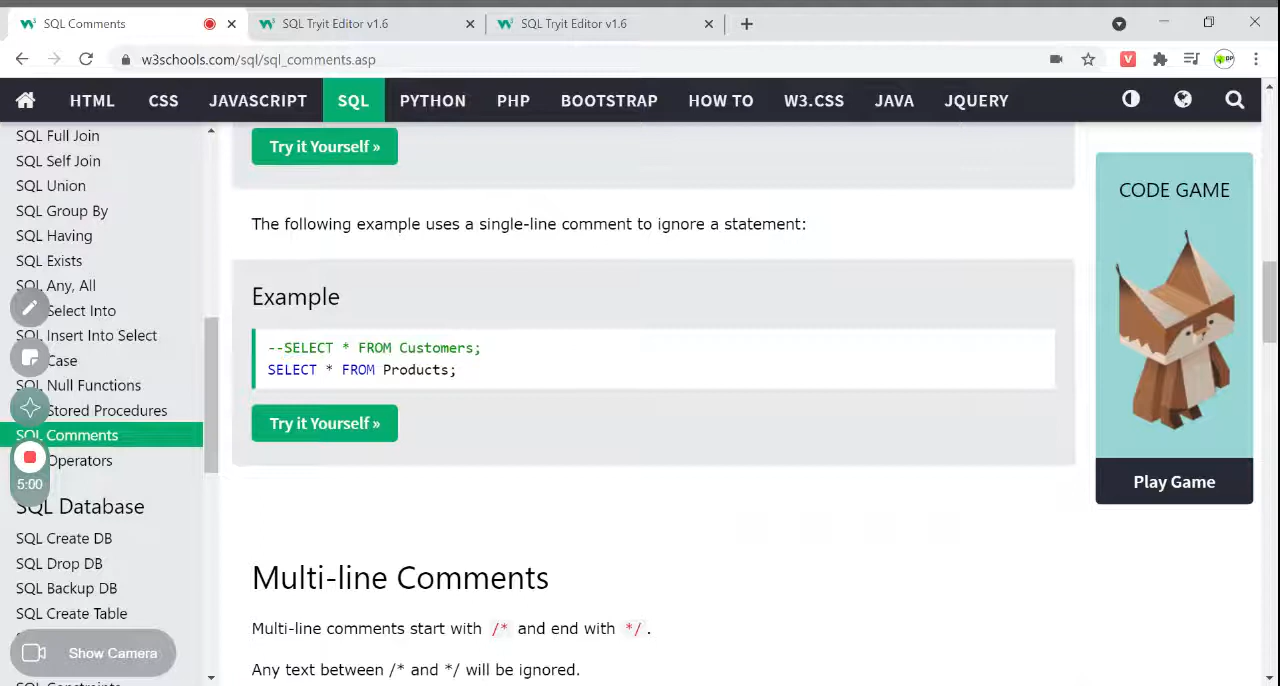 SQL Comments
SQL Tryit Editor v1.6
SQL Tryit Editor v1.6
w3schools.com/sql/sql_comments.asp
HTML CSS JAVASCRIPT SQL PYTHON PHP BOOTSTRAP HOW TO W3.CSS JAVA JQUERY
SQL Full Join
SQL Self Join
SQL Union
SQL Group By
SQL Having
SQL Exists
SQL Any, All
Select Into
SQL Insert Into Select
Case
SQL Null Functions
Stored Procedures
SQL Comments
Operators
5:00
SQL Database
SQL Create DB
SQL Drop DB
SQL Backup DB
SQL Create Table
Show Camera
Try it Yourself »
The following example uses a single-line comment to ignore a statement:
Example
--SELECT * FROM Customers;
SELECT * FROM Products;
Try it Yourself »
Multi-line Comments
Multi-line comments start with /* and end with */.
Any text between /* and */ will be ignored.
CODE GAME
Play Game